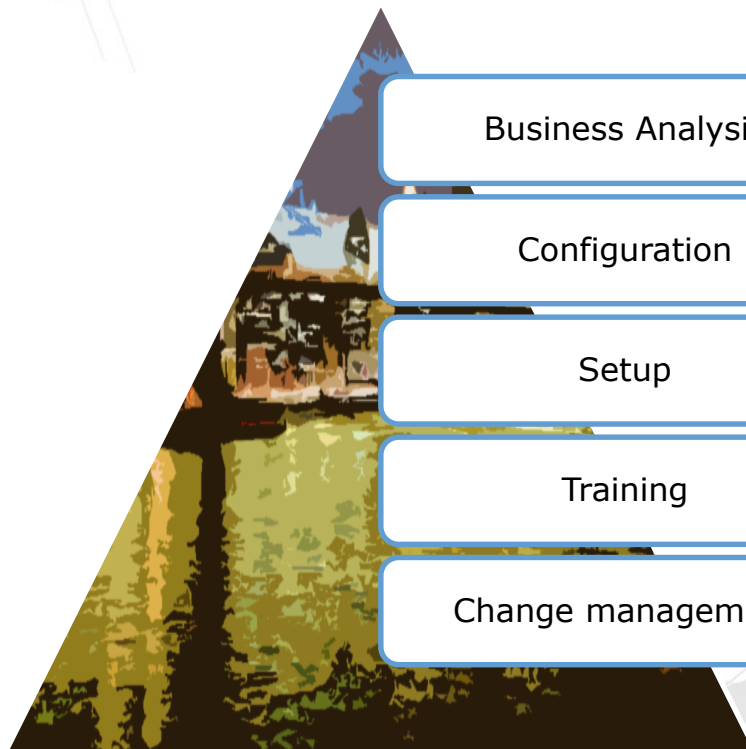 Business Analysi
Configuration
Setup
Training
Change managem